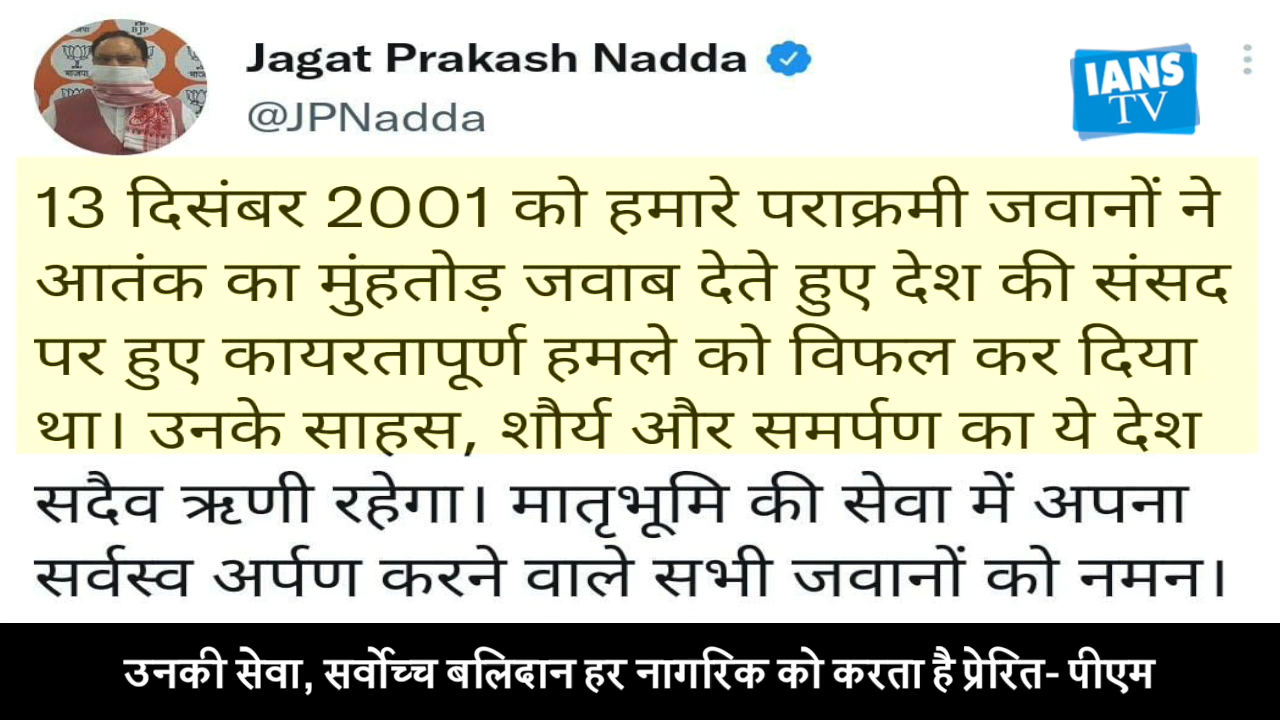 Jagat Prakash Nadda
@JPNadda
IANS
TV
13 दिसंबर 2001 को हमारे पराक्रमी जवानों ने
आतंक का मुंहतोड़ जवाब देते हुए देश की संसद
पर हुए कायरतापूर्ण हमले को विफल कर दिया
था। उनके साहस, शौर्य और समर्पण का ये देश
सदैव ऋणी रहेगा। मातृभूमि की सेवा में अपना
सर्वस्व अर्पण करने वाले सभी जवानों को नमन।
उनकी सेवा, सर्वोच्च बलिदान हर नागरिक को करता है प्रेरित- पीएम